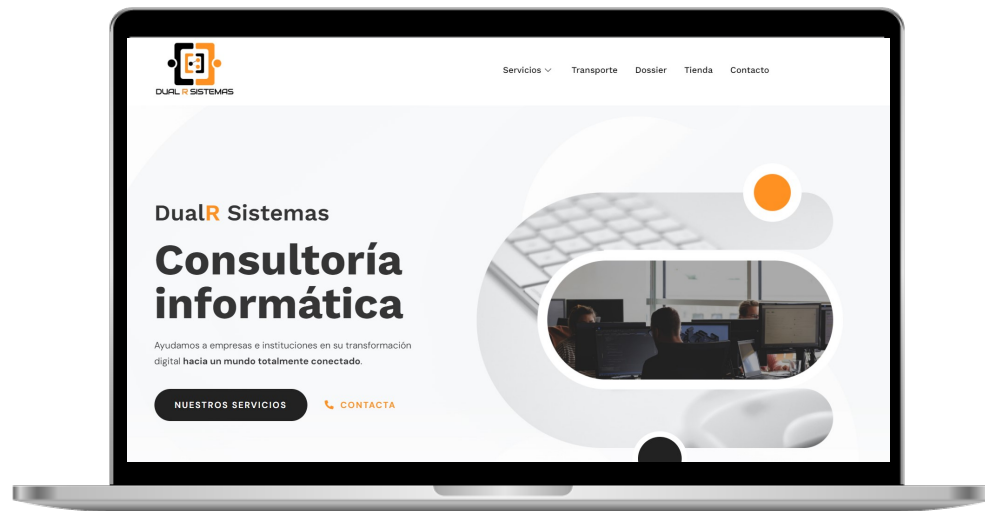 DUAL R SISTEMAS
Servicios
Transporte
Dossier
Tienda
Contacto
DualR Sistemas
Consultoría
informática
Ayudamos a empresas e instituciones en su transformación
digital hacia un mundo totalmente conectado.
NUESTROS SERVICIOS
CONTACTA